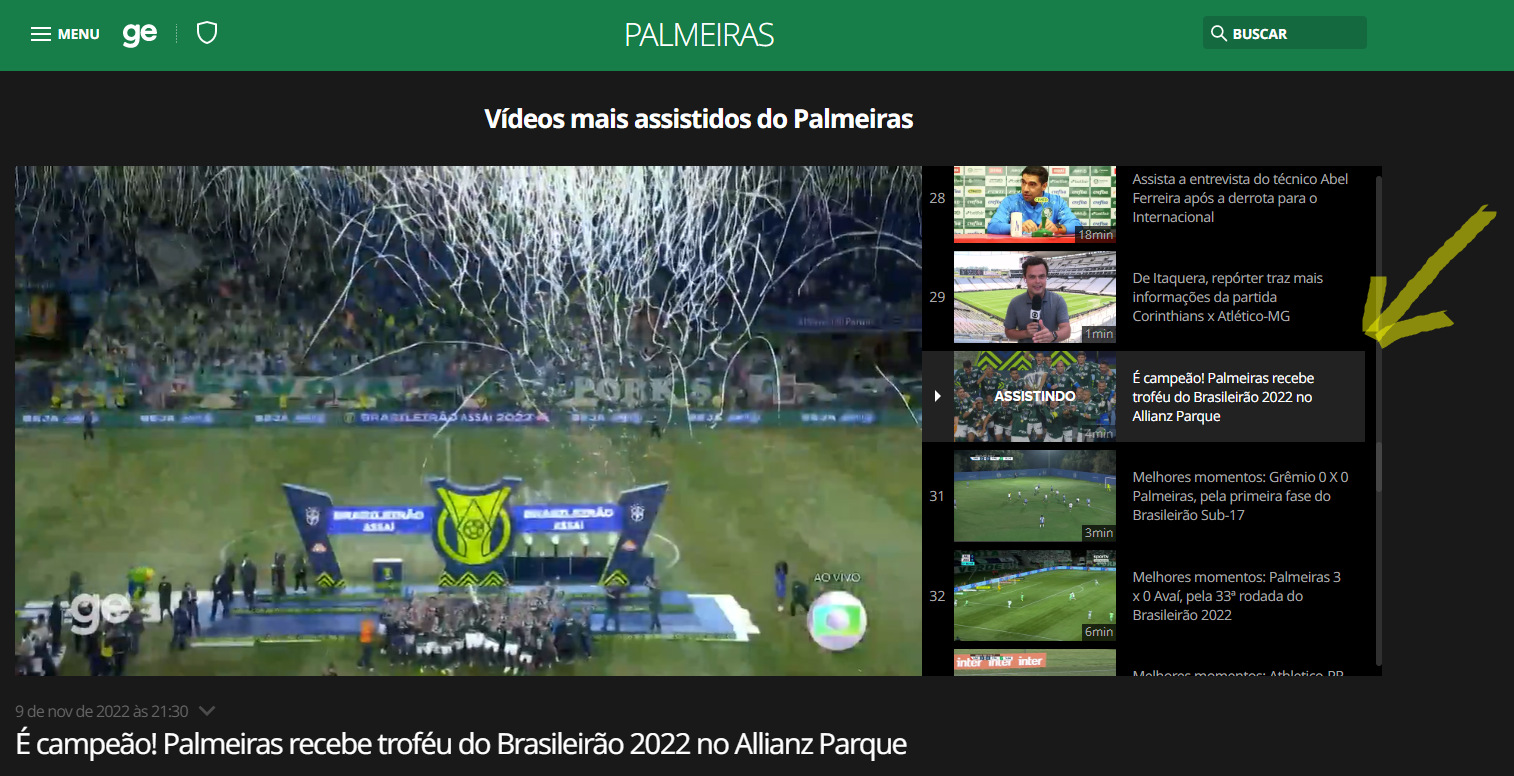 MENU
ge
PALMEIRAS
BUSCAR
Vídeos mais assistidos do Palmeiras
28
18min
Assista a entrevista do técnico Abel
Ferreira após a derrota para o
Internacional
29
1min
De Itaquera, repórter traz mais
informações da partida
Corinthians x Atlético-MG
ASSISTINDO
4min
É campeão! Palmeiras recebe
troféu do Brasileirão 2022 no
Allianz Parque
31
3min
Melhores momentos: Grêmio 0 X 0
Palmeiras, pela primeira fase do
Brasileirão Sub-17
32
6min
Melhores momentos: Palmeiras 3
x 0 Avaí, pela 33ª rodada do
Brasileirão 2022
inter inter inter
Melhores momentos: Athletico-PR
PORKS
BRASILEIRÃO ASSAÍ 2022
BRASILEIRÃO
ASSAÍ
BRASILEIRÃO
ASSAÍ
AO VIVO
ge
9 de nov de 2022 às 21:30
É campeão! Palmeiras recebe troféu do Brasileirão 2022 no Allianz Parque